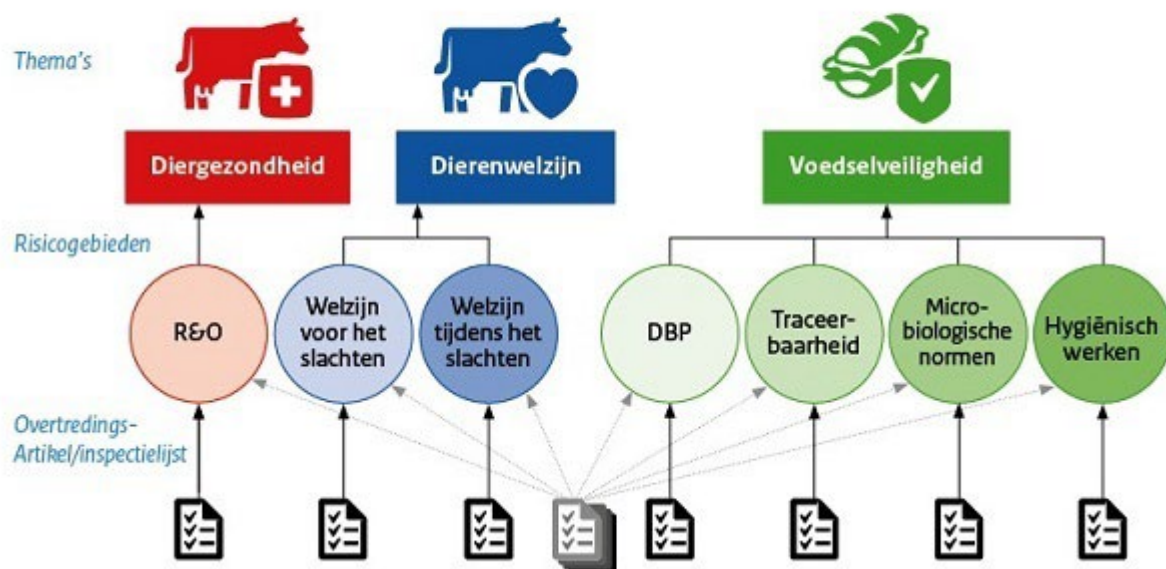 Thema's
Diergezondheid
Dierenwelzijn
Voedselveiligheid
Risicogebieden
R&O
Welzijn
voor het
slachten
Welzijn
tijdens het
slachten
DBP
Traceer-
baarheid
Micro-
biologische
normen
Hygiënisch
werken
Overtredings-
Artikel/inspectielijst